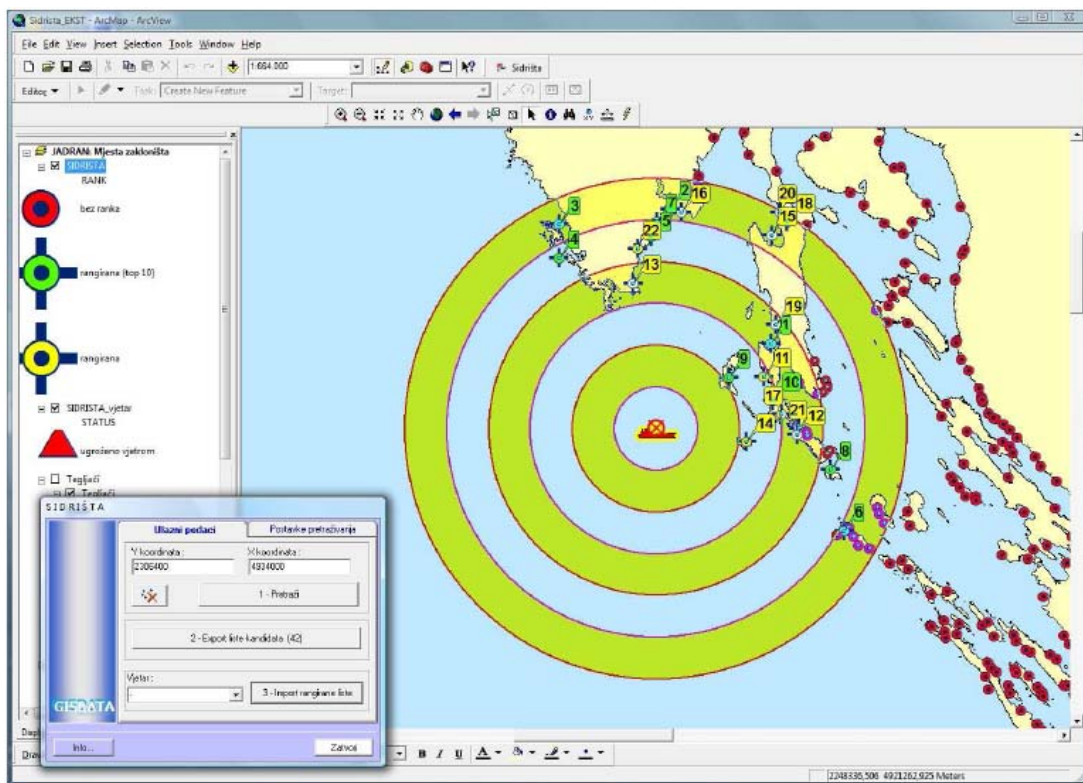 Sidrista_EKST - ArcMap - ArcView
File Edit View Insert Selection Tools Window Help
1:664.000
Sidrišta
Editor
Task: Create New Feature
Target:
JADRAN: Mjesta zakloništa
SIDRISTA
RANK
bez ranka
rangirana (top 10)
rangirana
SIDRISTA_vjetar
STATUS
ugroženo vjetrom
Tegljači
Tegljači
3
4
2
7
16
5
22
13
20
18
15
19
1
11
9
10
17
14
21
12
8
6
SIDRIŠTA
Ulazni podaci
Postavke pretraživanja
Y koordinata :
X koordinata :
2306400
4934000
1 - Pretraži
2 - Export liste kandidata (42)
Vjetar :
-
3 - Import rangirane liste
GISDATA
Info...
Zatvori
B I U A
2248336,506 4921262,925 Meters